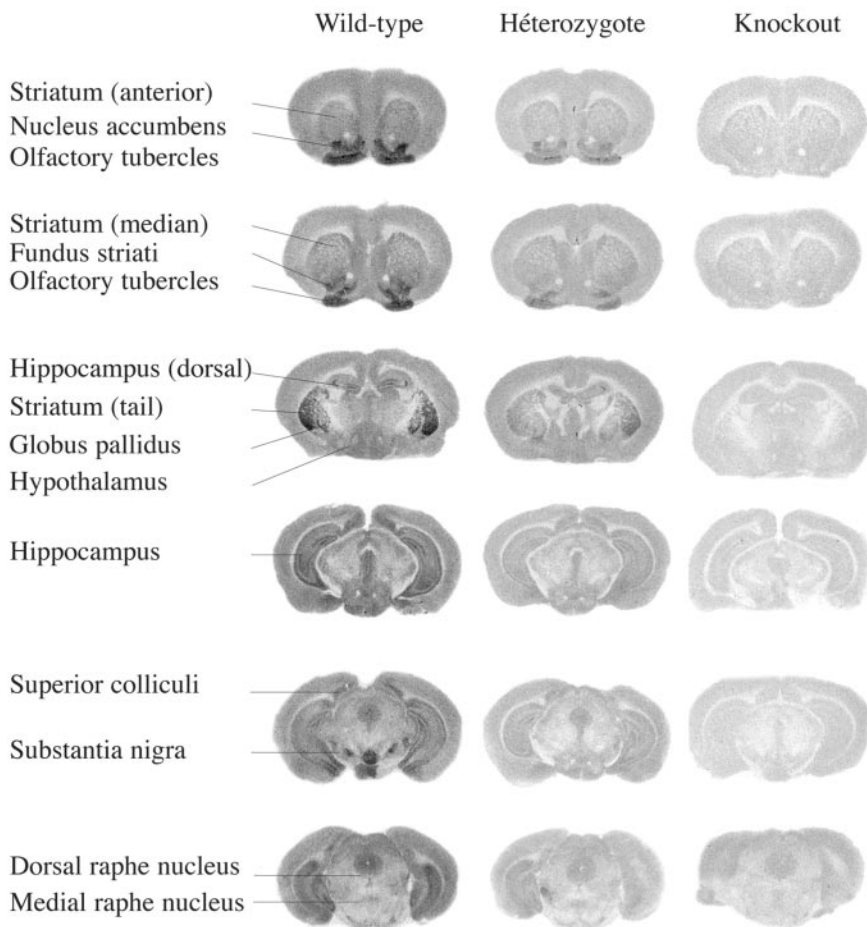 Wild-type Héterozygote Knockout
Striatum (anterior)
Nucleus accumbens
Olfactory tubercles
Striatum (median)
Fundus striati
Olfactory tubercles
Hippocampus (dorsal)
Striatum (tail)
Globus pallidus
Hypothalamus
Hippocampus
Superior colliculi
Substantia nigra
Dorsal raphe nucleus
Medial raphe nucleus